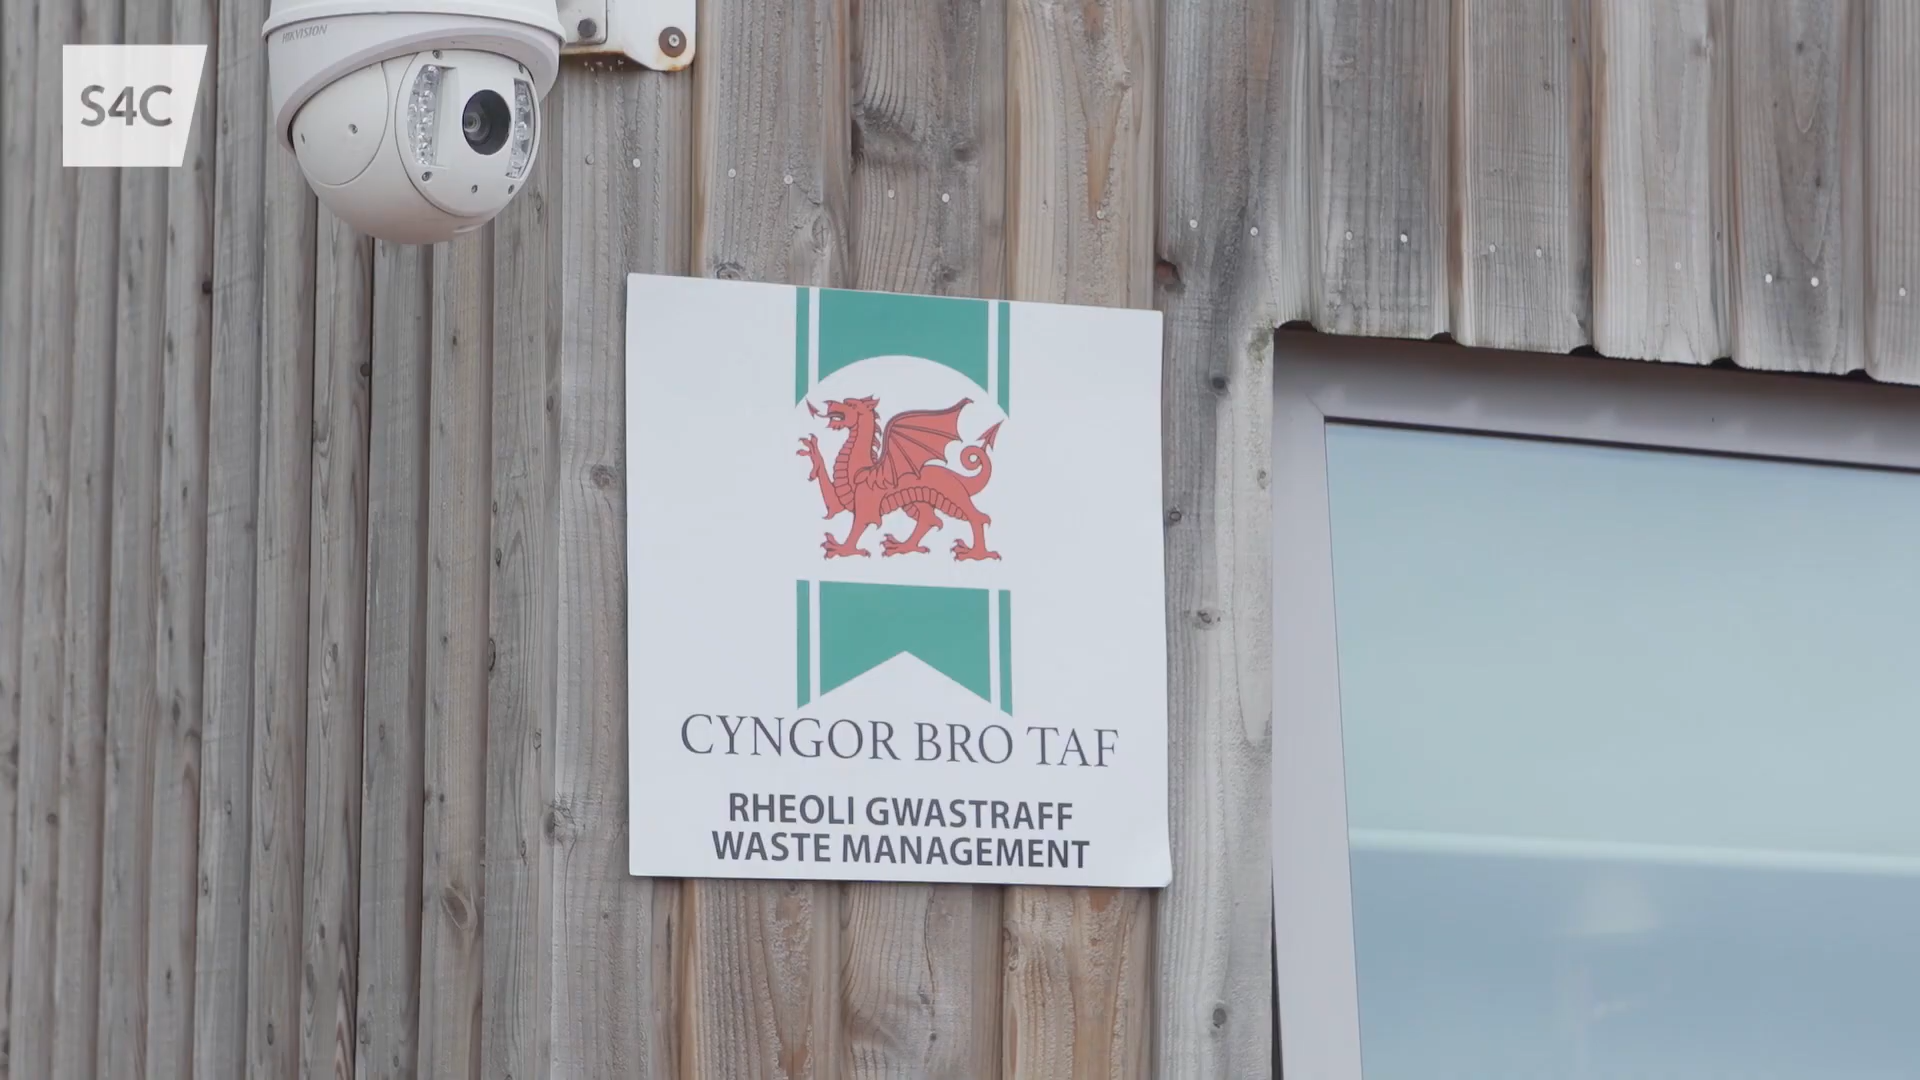 HIKVISION
S4C
CYNGOR BRO TAF
RHEOLI GWASTRAFF
WASTE MANAGEMENT